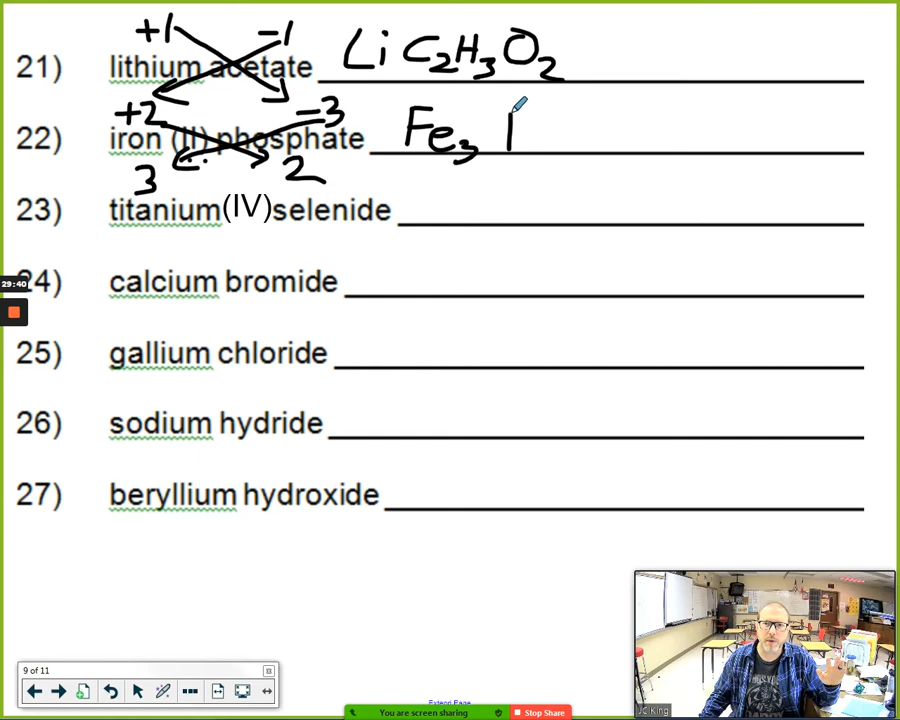 +1 -1
21) lithium acetate LiC2H3O2
+2 -3
22) iron (II) phosphate Fe3
3 2
23) titanium (IV) selenide
29:40
24) calcium bromide
25) gallium chloride
26) sodium hydride
27) beryllium hydroxide
9 of 11
Extend Page
JC King
You are screen sharing Stop Share